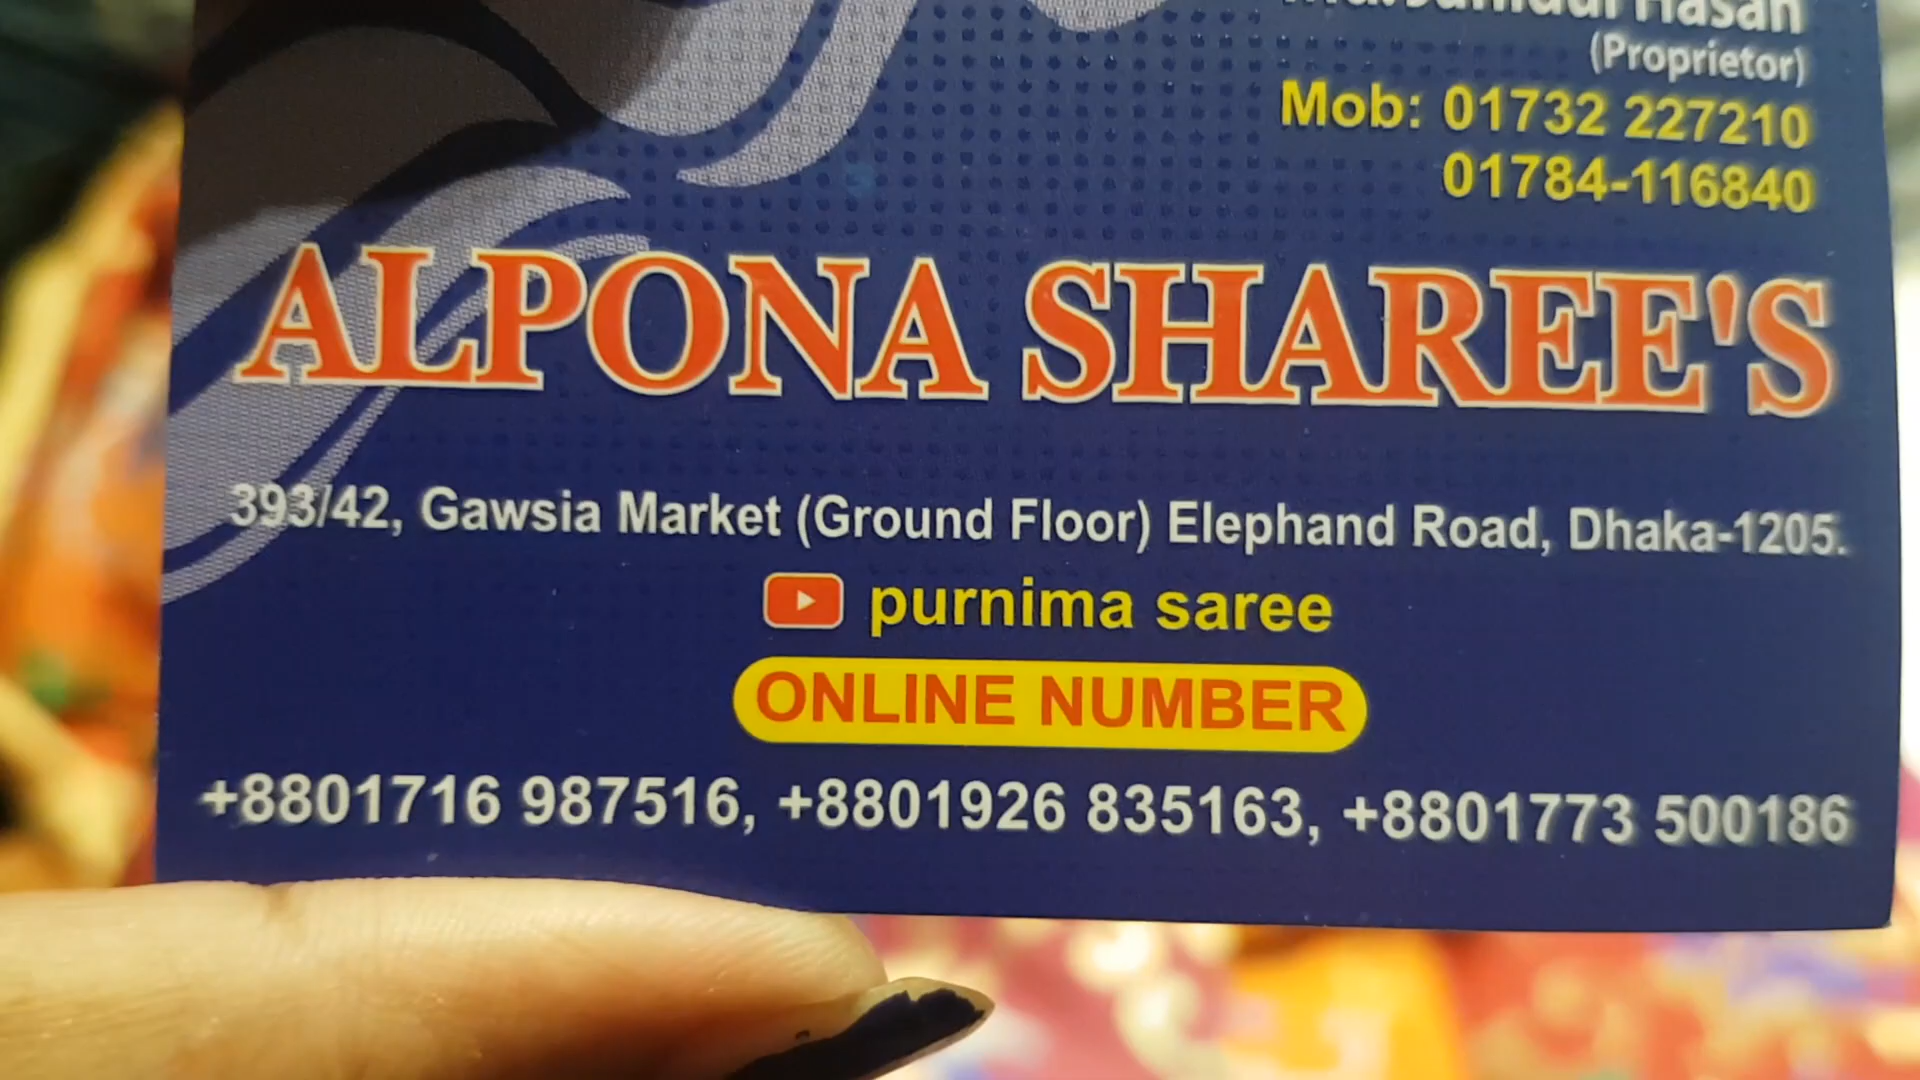 Hasan
(Proprietor)
Mob: 01732 227210
01784-116840
ALPONA SHAREE'S
393/42, Gawsia Market (Ground Floor) Elephand Road, Dhaka-1205.
purnima saree
ONLINE NUMBER
+8801716 987516, +8801926 835163, +8801773 500186